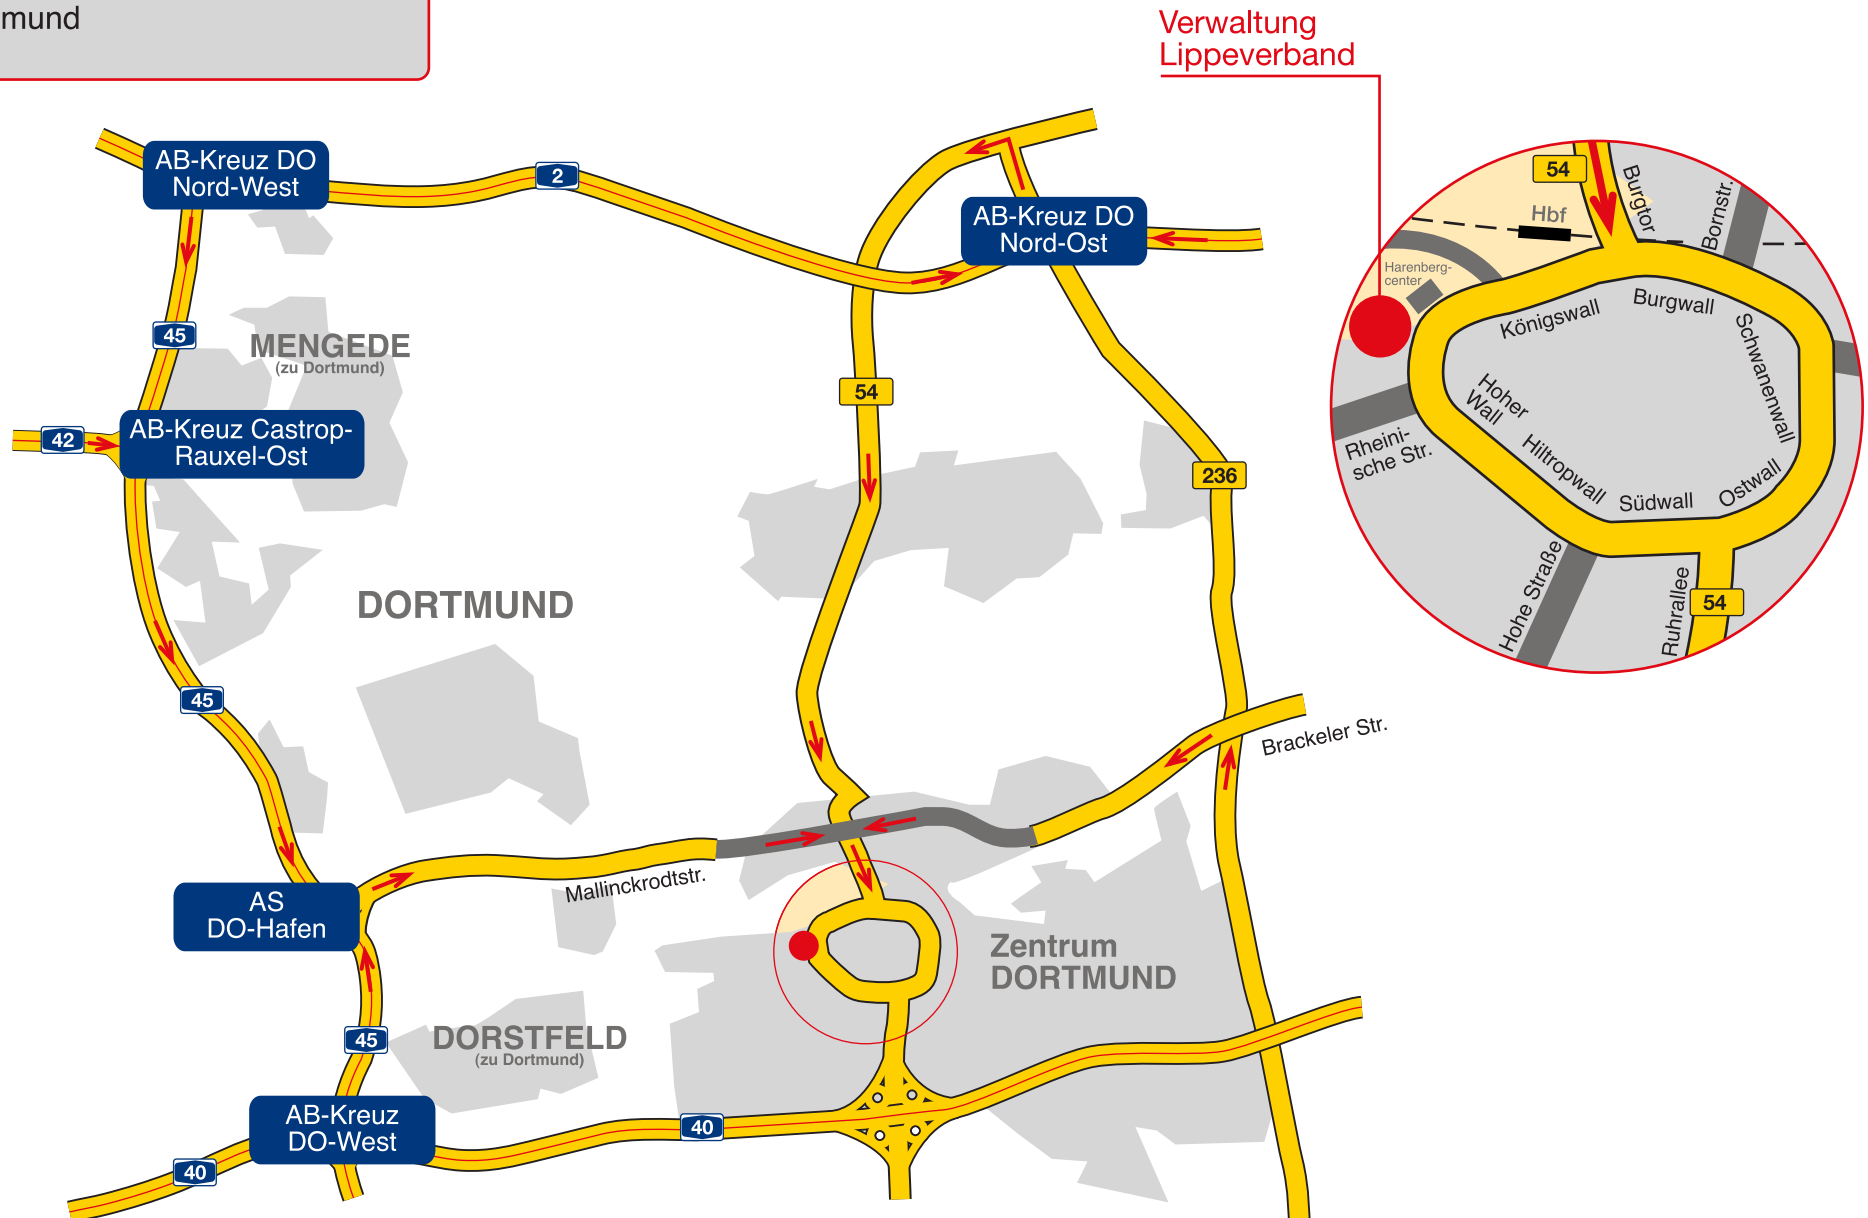 mund
Verwaltung
Lippeverband
AB-Kreuz DO
Nord-West
2
AB-Kreuz DO
Nord-Ost
45
MENGEDE
(zu Dortmund)
42
AB-Kreuz Castrop-
Rauxel-Ost
54
236
DORTMUND
45
Brackeler Str.
Mallinckrodtstr.
AS
DO-Hafen
Zentrum
DORTMUND
45
DORSTFELD
(zu Dortmund)
AB-Kreuz
DO-West
40
40
54
Burgtor
Bornstr.
Hbf
Harenberg-
center
Königswall
Burgwall
Schwanenwall
Hoher
Wall
Rheini-
sche Str.
Hiltropwall
Südwall
Ostwall
Hohe Straße
Ruhrallee
54